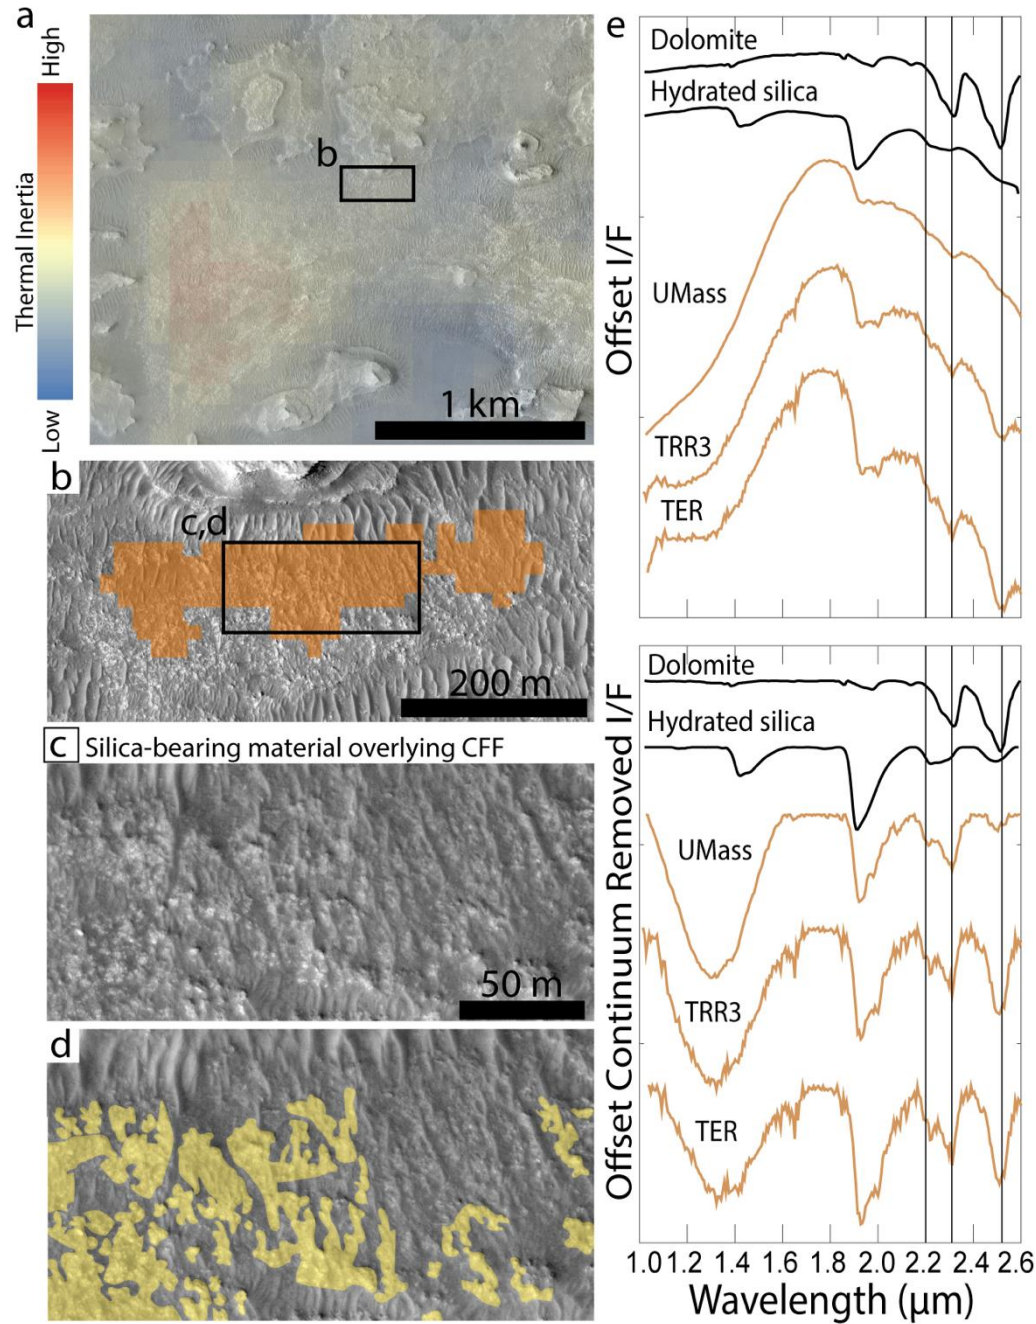 a
High
Thermal Inertia
Low
b
1 km
b
c,d
200 m
c Silica-bearing material overlying CFF
50 m
d
e
Dolomite
Hydrated silica
UMass
TRR3
TER
Offset I/F
Dolomite
Hydrated silica
UMass
TRR3
TER
Offset Continuum Removed I/F
1.0 1.2 1.4 1.6 1.8 2.0 2.2 2.4 2.6
Wavelength (µm)